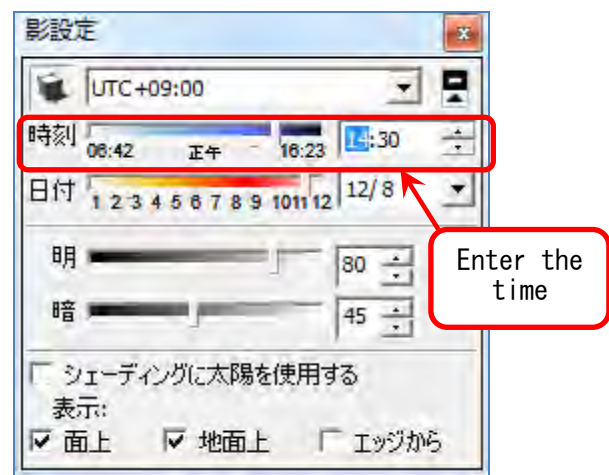 影設定
UTC+09:00
時刻 06:42 正午 16:23 14:30
日付 1 2 3 4 5 6 7 8 9 10 11 12 12/ 8
明 80
暗 45
Enter the
time
シェーディングに太陽を使用する
表示:
面上 地面上 エッジから